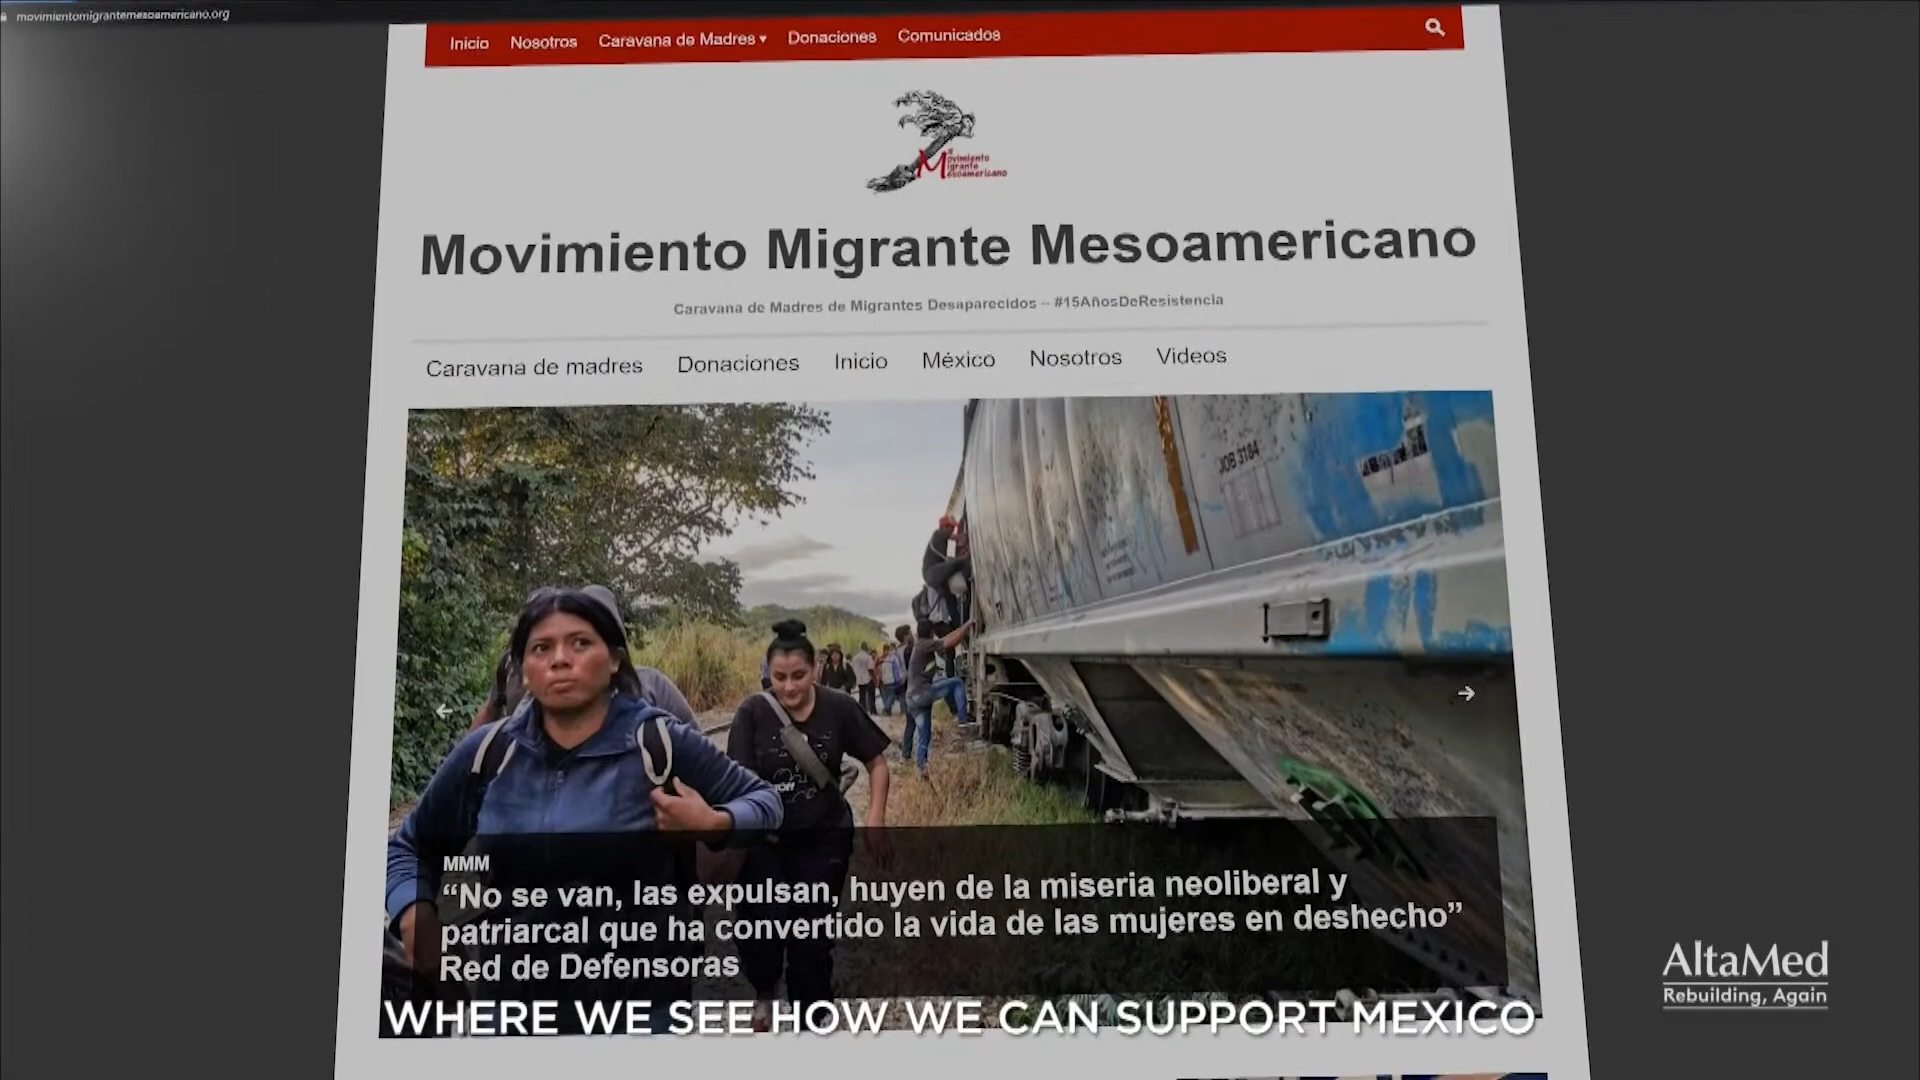 movimientomigrantemesoamericano.org
Inicio Nosotros Caravana de Madres ▾ Donaciones Comunicados
Movimiento
Migrante
Mesoamericano
Movimiento Migrante Mesoamericano
Caravana de Madres de Migrantes Desaparecidos – #15AñosDeResistencia
Caravana de madres Donaciones Inicio México Nosotros Videos
JOB 3184
MMM
“No se van, las expulsan, huyen de la miseria neoliberal y
patriarcal que ha convertido la vida de las mujeres en deshecho”
Red de Defensoras
WHERE WE SEE HOW WE CAN SUPPORT MEXICO
AltaMed
Rebuilding, Again